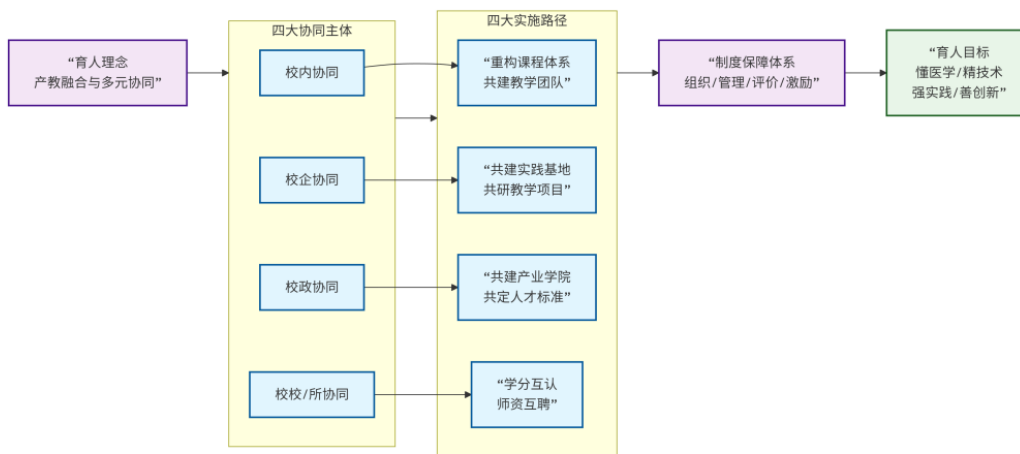 “育人理念
产教融合与多元协同”
四大协同主体
校内协同
校企协同
校政协同
校校/所协同
四大实施路径
“重构课程体系
共建教学团队”
“共建实践基地
共研教学项目”
“共建产业学院
共定人才标准”
“学分互认
师资互聘”
“制度保障体系
组织/管理/评价/激励”
“育人目标
懂医学/精技术
强实践/善创新”